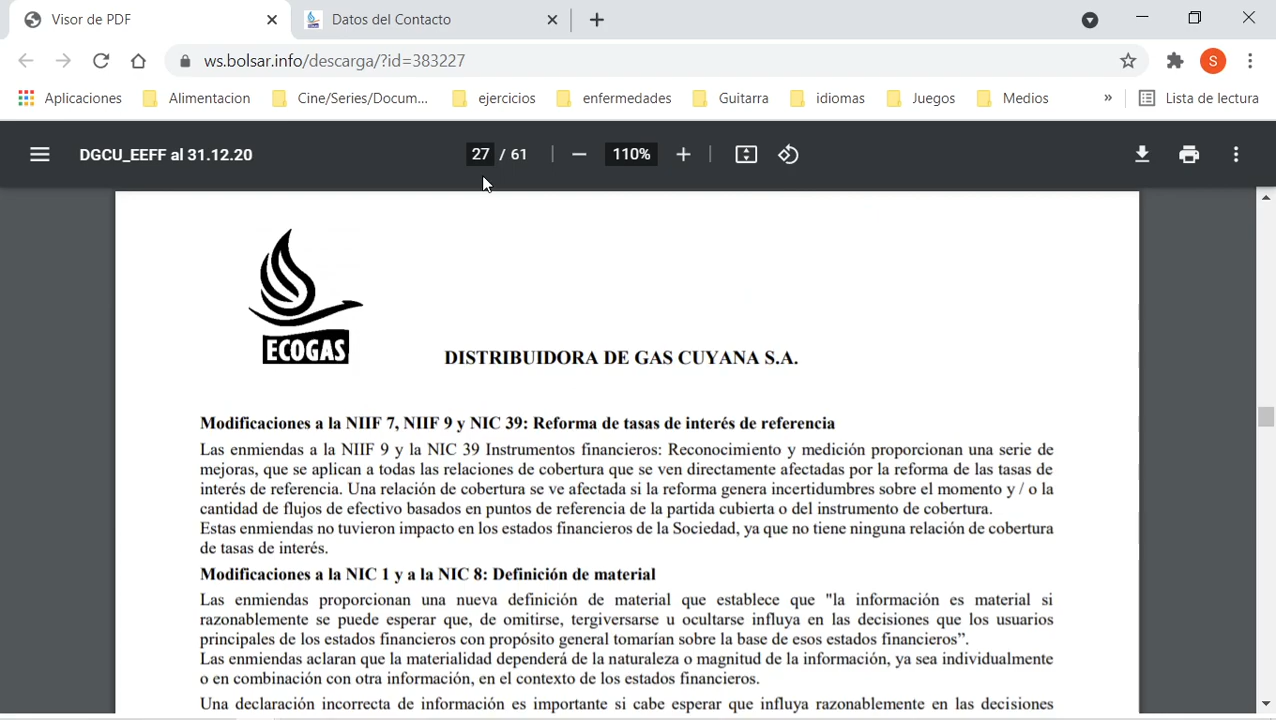 Visor de PDF
Datos del Contacto
ws.bolsar.info/descarga/?id=383227
S
Aplicaciones
Alimentacion
Cine/Series/Docum...
ejercicios
enfermedades
Guitarra
idiomas
Juegos
Medios
»
Lista de lectura
DGCU_EEFF al 31.12.20
27 / 61
110%
ECOGAS
DISTRIBUIDORA DE GAS CUYANA S.A.
Modificaciones a la NIIF 7, NIIF 9 y NIC 39: Reforma de tasas de interés de referencia
Las enmiendas a la NIIF 9 y la NIC 39 Instrumentos financieros: Reconocimiento y medición proporcionan una serie de
mejoras, que se aplican a todas las relaciones de cobertura que se ven directamente afectadas por la reforma de las tasas de
interés de referencia. Una relación de cobertura se ve afectada si la reforma genera incertidumbres sobre el momento y / o la
cantidad de flujos de efectivo basados en puntos de referencia de la partida cubierta o del instrumento de cobertura.
Estas enmiendas no tuvieron impacto en los estados financieros de la Sociedad, ya que no tiene ninguna relación de cobertura
de tasas de interés.
Modificaciones a la NIC 1 y a la NIC 8: Definición de material
Las enmiendas proporcionan una nueva definición de material que establece que "la información es material si
razonablemente se puede esperar que, de omitirse, tergiversarse u ocultarse influya en las decisiones que los usuarios
principales de los estados financieros con propósito general tomarían sobre la base de esos estados financieros”.
Las enmiendas aclaran que la materialidad dependerá de la naturaleza o magnitud de la información, ya sea individualmente
o en combinación con otra información, en el contexto de los estados financieros.
Una declaración incorrecta de información es importante si cabe esperar que influya razonablemente en las decisiones